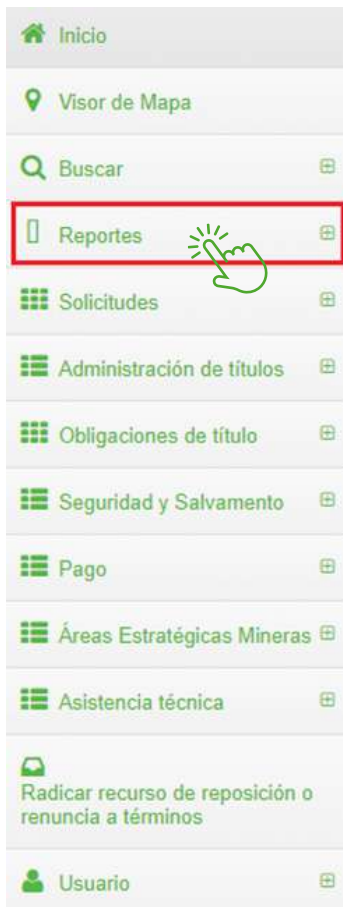 Inicio
Visor de Mapa
Buscar
Reportes
Solicitudes
Administración de títulos
Obligaciones de título
Seguridad y Salvamento
Pago
Áreas Estratégicas Mineras
Asistencia técnica
Radicar recurso de reposición o
renuncia a términos
Usuario